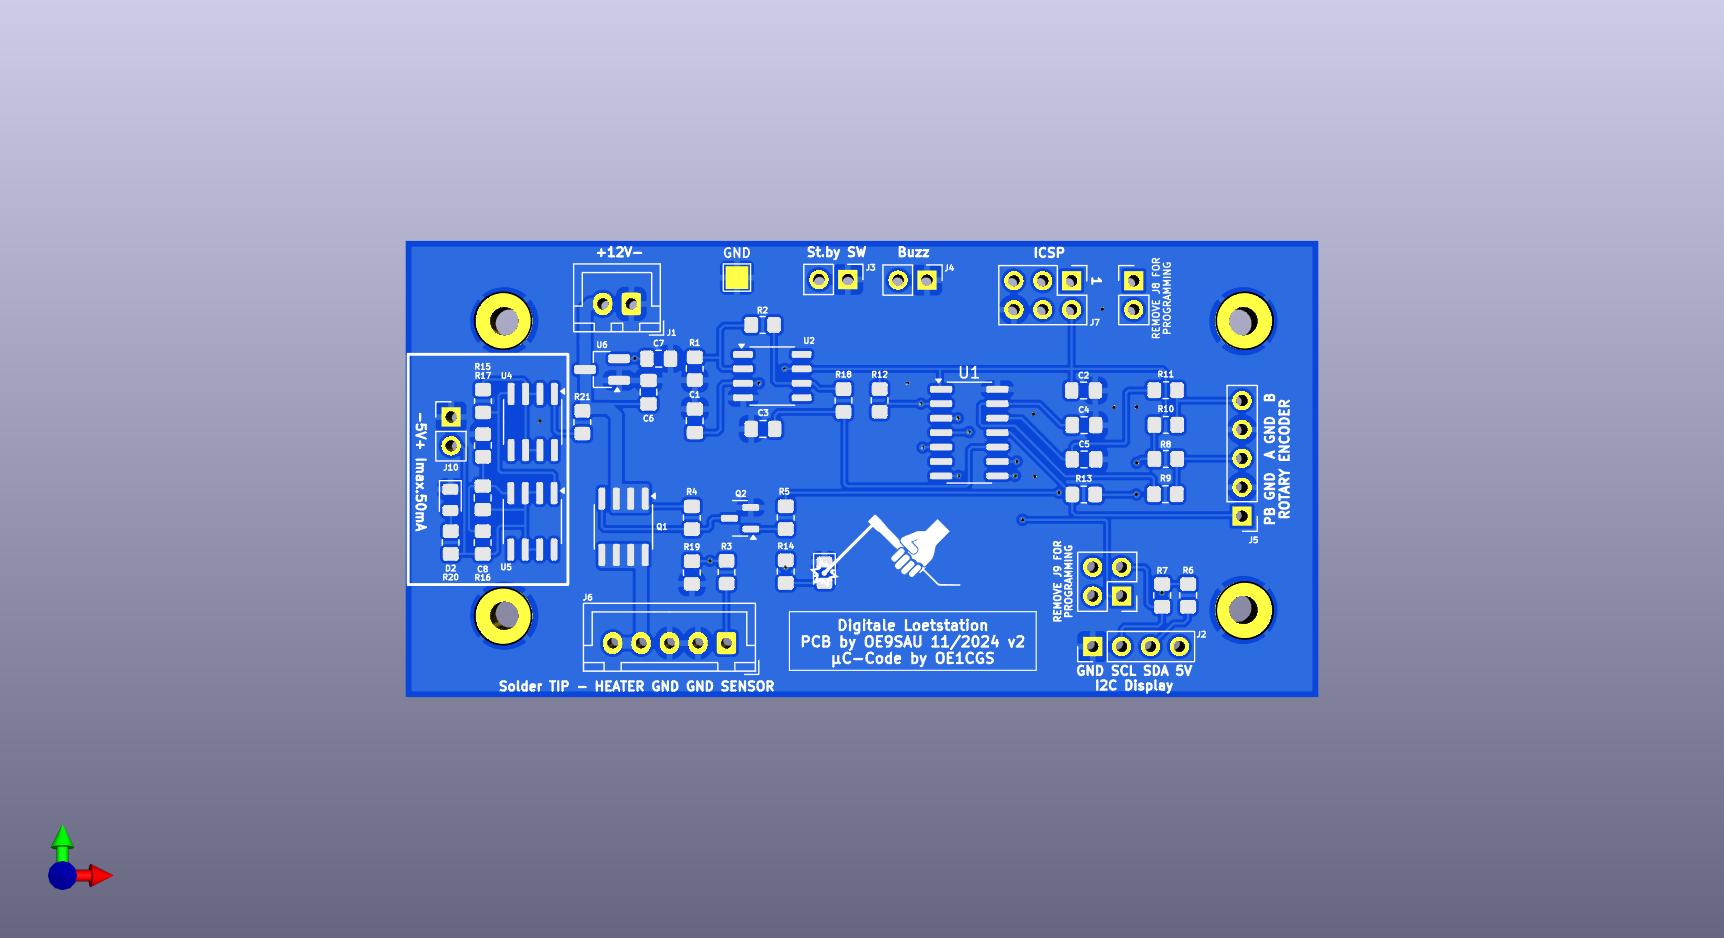 +12V-
GND
St.by SW
Buzz
ICSP
J3
J4
1
J7
REMOVE J8 FOR
PROGRAMMING
J1
R2
U2
U6
C7
R1
R15
R17
U4
R21
C6
C1
C3
R18
R12
U1
C2
R11
C4
R10
C5
R8
R13
R9
PB GND A GND B
ROTARY ENCODER
J5
-5V+ Imax.50mA
J10
D2
R20
C8
R16
U5
Q1
R4
Q2
R5
R19
R3
R14
J6
REMOVE J9 FOR
PROGRAMMING
R7
R6
J2
GND SCL SDA 5V
I2C Display
Digitale Loetstation
PCB by OE9SAU 11/2024 v2
µC-Code by OE1CGS
Solder TIP - HEATER GND GND SENSOR